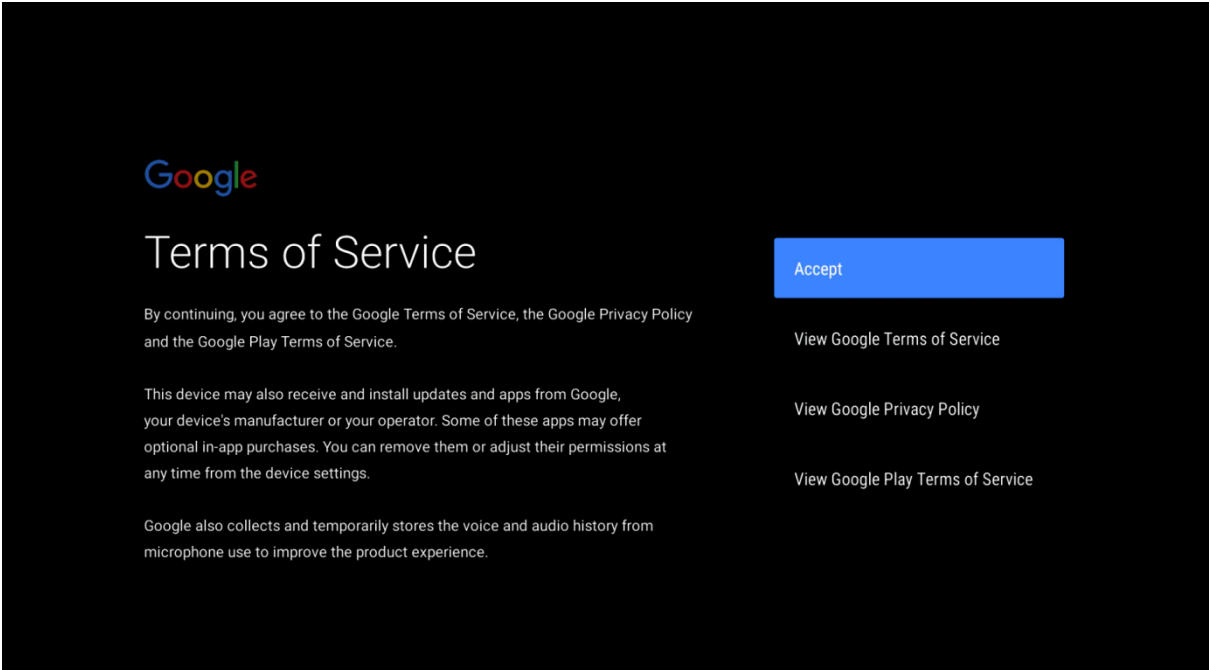 Google
Terms of Service
By continuing, you agree to the Google Terms of Service, the Google Privacy Policy
and the Google Play Terms of Service.
This device may also receive and install updates and apps from Google,
your device's manufacturer or your operator. Some of these apps may offer
optional in-app purchases. You can remove them or adjust their permissions at
any time from the device settings.
Google also collects and temporarily stores the voice and audio history from
microphone use to improve the product experience.
Accept
View Google Terms of Service
View Google Privacy Policy
View Google Play Terms of Service